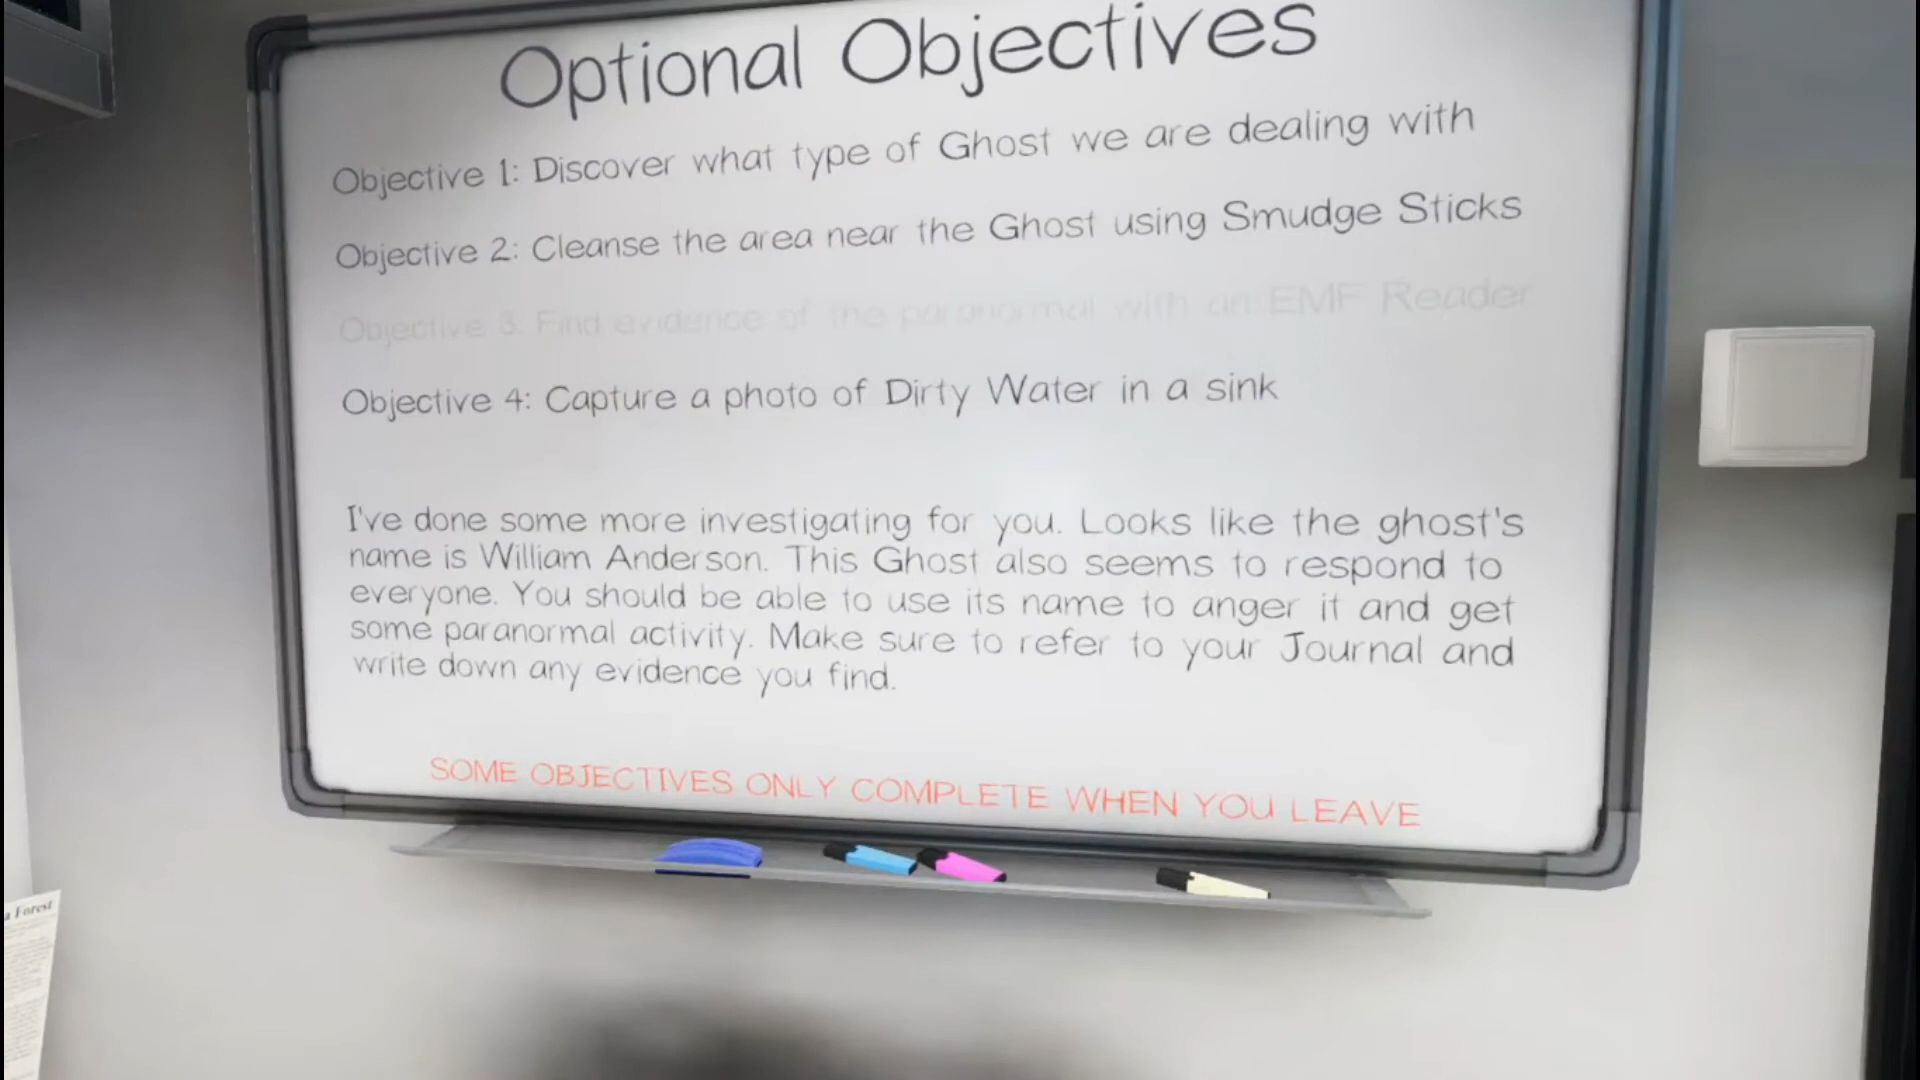 Optional Objectives
Objective 1: Discover what type of Ghost we are dealing with
Objective 2: Cleanse the area near the Ghost using Smudge Sticks
Objective 3: Find evidence of the paranormal with an EMF Reader
Objective 4: Capture a photo of Dirty Water in a sink
I've done some more investigating for you. Looks like the ghost's
name is William Anderson. This Ghost also seems to respond to
everyone. You should be able to use its name to anger it and get
some paranormal activity. Make sure to refer to your Journal and
write down any evidence you find.
SOME OBJECTIVES ONLY COMPLETE WHEN YOU LEAVE
a Forest